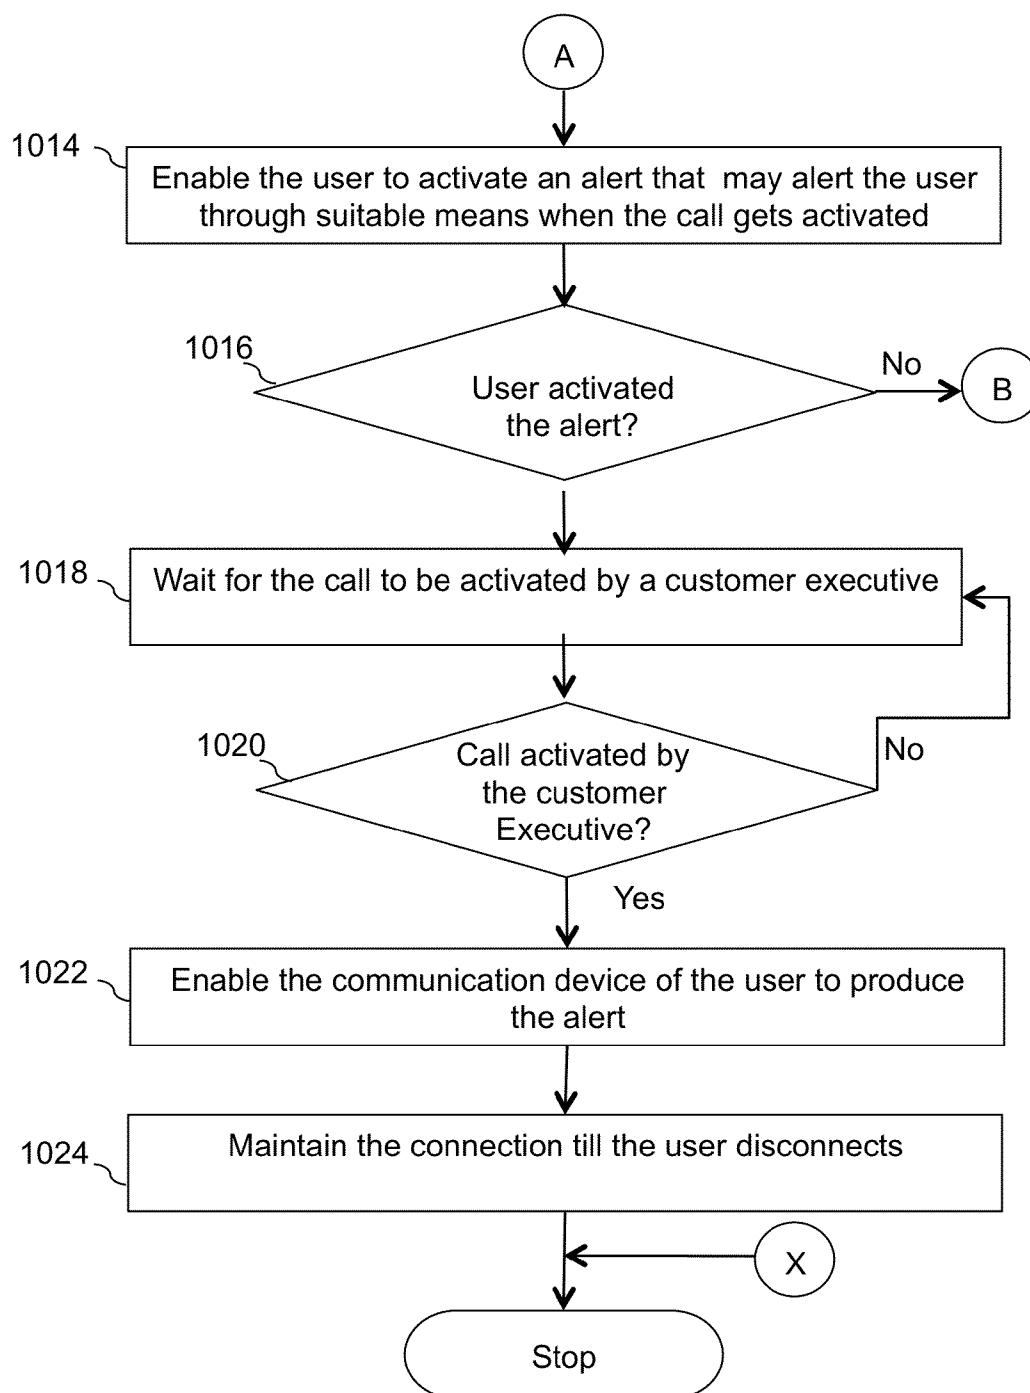 A
1014
Enable the user to activate an alert that may alert the user
through suitable means when the call gets activated
1016
User activated
the alert?
No
B
1018
Wait for the call to be activated by a customer executive
1020
Call activated by
the customer
Executive?
No
Yes
1022
Enable the communication device of the user to produce
the alert
1024
Maintain the connection till the user disconnects
X
Stop